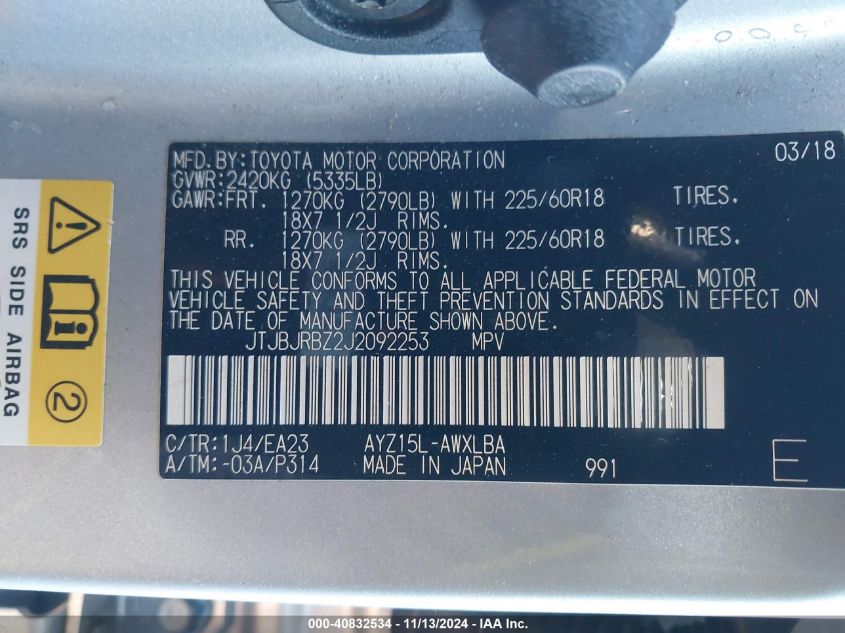 MFD.BY:TOYOTA MOTOR CORPORATION 03/18
GVWR:2420KG (5335LB)
GAWR:FRT. 1270KG (2790LB) WITH 225/60R18 TIRES.
18X7 1/2J RIMS.
RR. 1270KG (2790LB) WITH 225/60R18 TIRES.
18X7 1/2J RIMS.
THIS VEHICLE CONFORMS TO ALL APPLICABLE FEDERAL MOTOR
VEHICLE SAFETY AND THEFT PREVENTION STANDARDS IN EFFECT ON
THE DATE OF MANUFACTURE SHOWN ABOVE.
JTJBJRBZ2J2092253 MPV
C/TR:1J4/EA23 AYZ15L-AWXLBA
A/TM:-03A/P314 MADE IN JAPAN 991 E
SRS SIDE AIRBAG
2
000-40832534 - 11/13/2024 - IAA Inc.